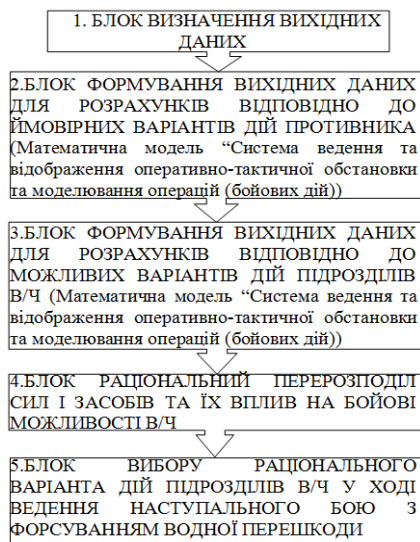 1. БЛОК ВИЗНАЧЕННЯ ВИХІДНИХ
ДАНИХ
2.БЛОК ФОРМУВАННЯ ВИХІДНИХ ДАНИХ
ДЛЯ РОЗРАХУНКІВ ВІДПОВІДНО ДО
ЙМОВІРНИХ ВАРІАНТІВ ДІЙ ПРОТИВНИКА
(Математична модель “Система ведення та
відображення оперативно-тактичної обстановки
та моделювання операцій (бойових дій))
3.БЛОК ФОРМУВАННЯ ВИХІДНИХ ДАНИХ
ДЛЯ РОЗРАХУНКІВ ВІДПОВІДНО ДО
МОЖЛИВИХ ВАРІАНТІВ ДІЙ ПІДРОЗДІЛІВ
В/Ч (Математична модель “Система ведення та
відображення оперативно-тактичної обстановки
та моделювання операцій (бойових дій))
4.БЛОК РАЦІОНАЛЬНИЙ ПЕРЕРОЗПОДІЛ
СИЛ І ЗАСОБІВ ТА ЇХ ВПЛИВ НА БОЙОВІ
МОЖЛИВОСТІ В/Ч
5.БЛОК ВИБОРУ РАЦІОНАЛЬНОГО
ВАРІАНТА ДІЙ ПІДРОЗДІЛІВ В/Ч У ХОДІ
ВЕДЕННЯ НАСТУПАЛЬНОГО БОЮ З
ФОРСУВАННЯМ ВОДНОЇ ПЕРЕШКОДИ